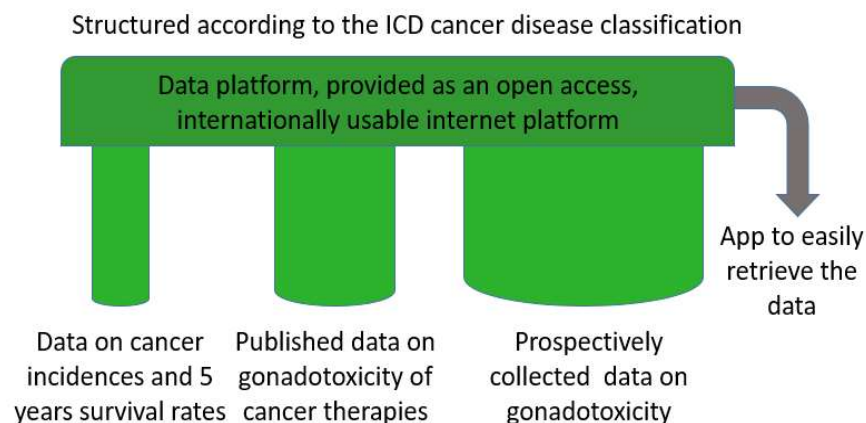 Structured according to the ICD cancer disease classification
Data platform, provided as an open access,
internationally usable internet platform
App to easily
retrieve the
data
Data on cancer
incidences and 5
years survival rates
Published data on
gonadotoxicity of
cancer therapies
Prospectively
collected data on
gonadotoxicity